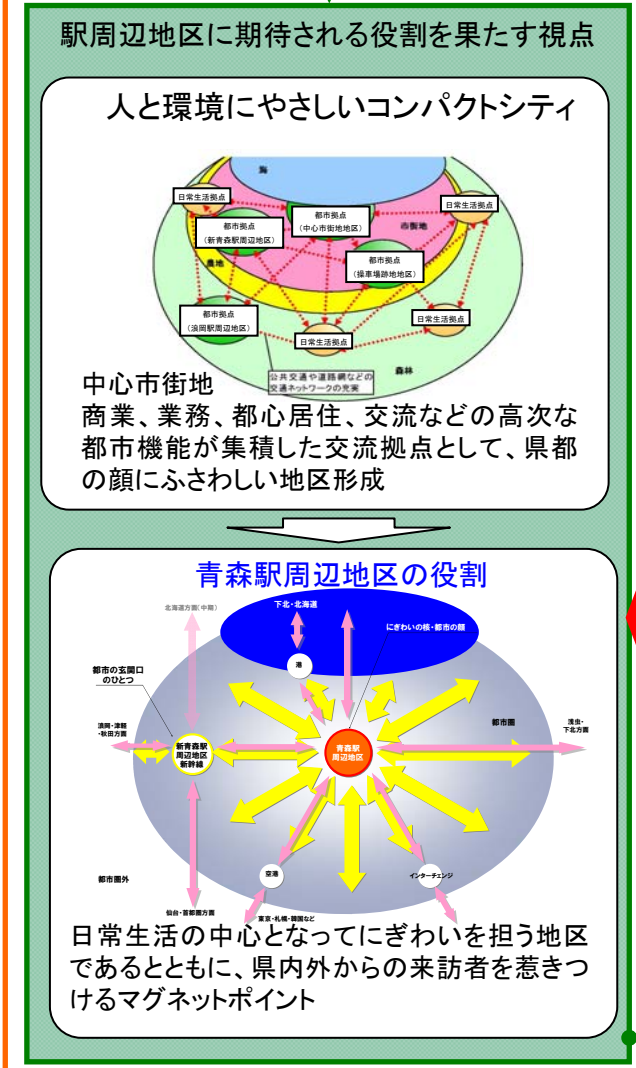 駅周辺地区に期待される役割を果たす視点
人と環境にやさしいコンパクトシティ
海
日常生活拠点
都市拠点
(中心市街地地区)
日常生活拠点
都市拠点
(新青森駅周辺地区)
市街地
農地
都市拠点
(操車場跡地地区)
都市拠点
(浪岡駅周辺地区)
日常生活拠点
日常生活拠点
森林
公共交通や道路網などの
交通ネットワークの充実
中心市街地
商業、業務、都心居住、交流などの高次な
都市機能が集積した交流拠点として、県都
の顔にふさわしい地区形成
青森駅周辺地区の役割
北海道方面(中略)
下北・北海道
にぎわいの核・都市の顔
港
都市の玄関口
のひとつ
浪岡・津軽
・秋田方面
新青森駅
周辺地区
新幹線
青森駅
周辺地区
都市圏
浅虫・
下北方面
都市圏外
空港
インターチェンジ
仙台・首都圏方面
東京・札幌・韓国など
日常生活の中心となってにぎわいを担う地区
であるとともに、県内外からの来訪者を惹きつ
けるマグネットポイント